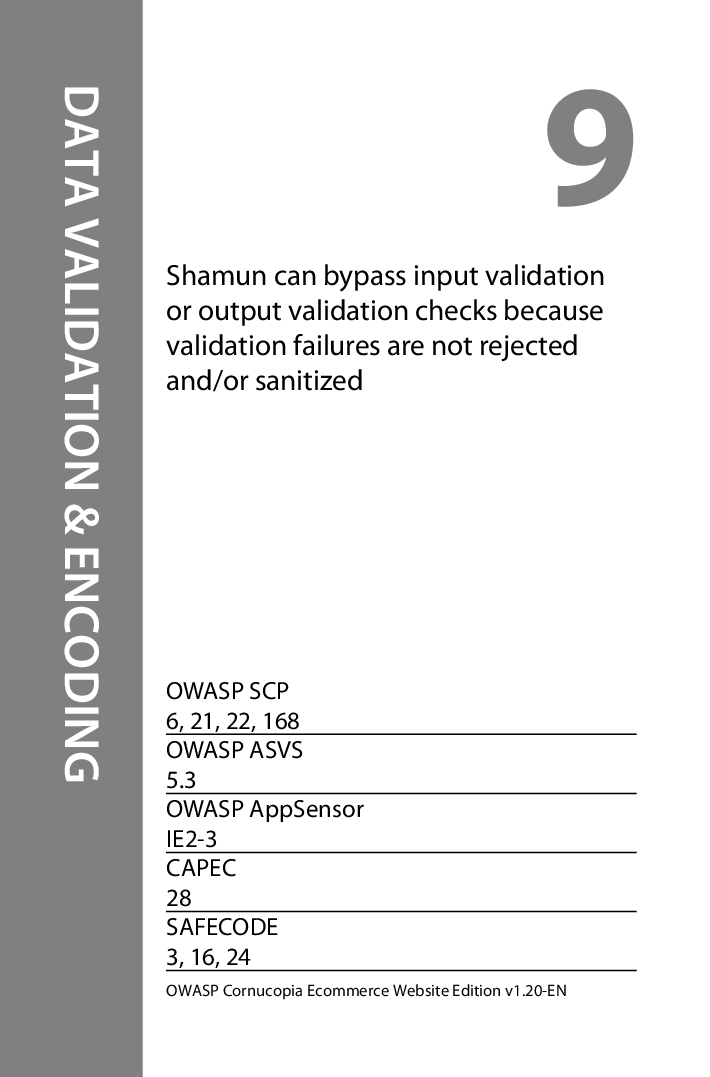 DATA VALIDATION & ENCODING
9
Shamun can bypass input validation
or output validation checks because
validation failures are not rejected
and/or sanitized
OWASP SCP
6, 21, 22, 168
OWASP ASVS
5.3
OWASP AppSensor
IE2-3
CAPEC
28
SAFECODE
3, 16, 24
OWASP Cornucopia Ecommerce Website Edition v1.20-EN